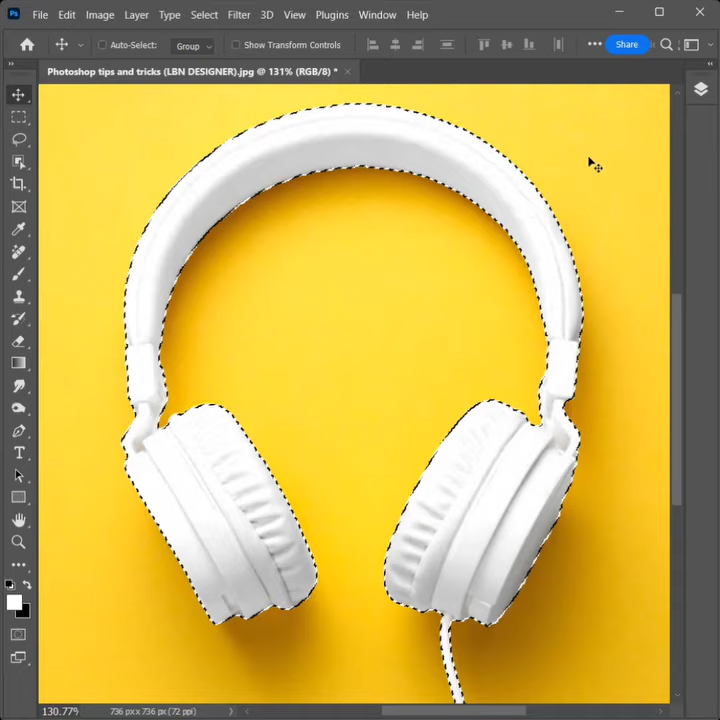 Ps File Edit Image Layer Type Select Filter 3D View Plugins Window Help
Auto-Select: Group Show Transform Controls Share
Photoshop tips and tricks (LBN DESIGNER).jpg @ 131% (RGB/8) *
T
130.77% 736 px x 736 px (72 ppi)